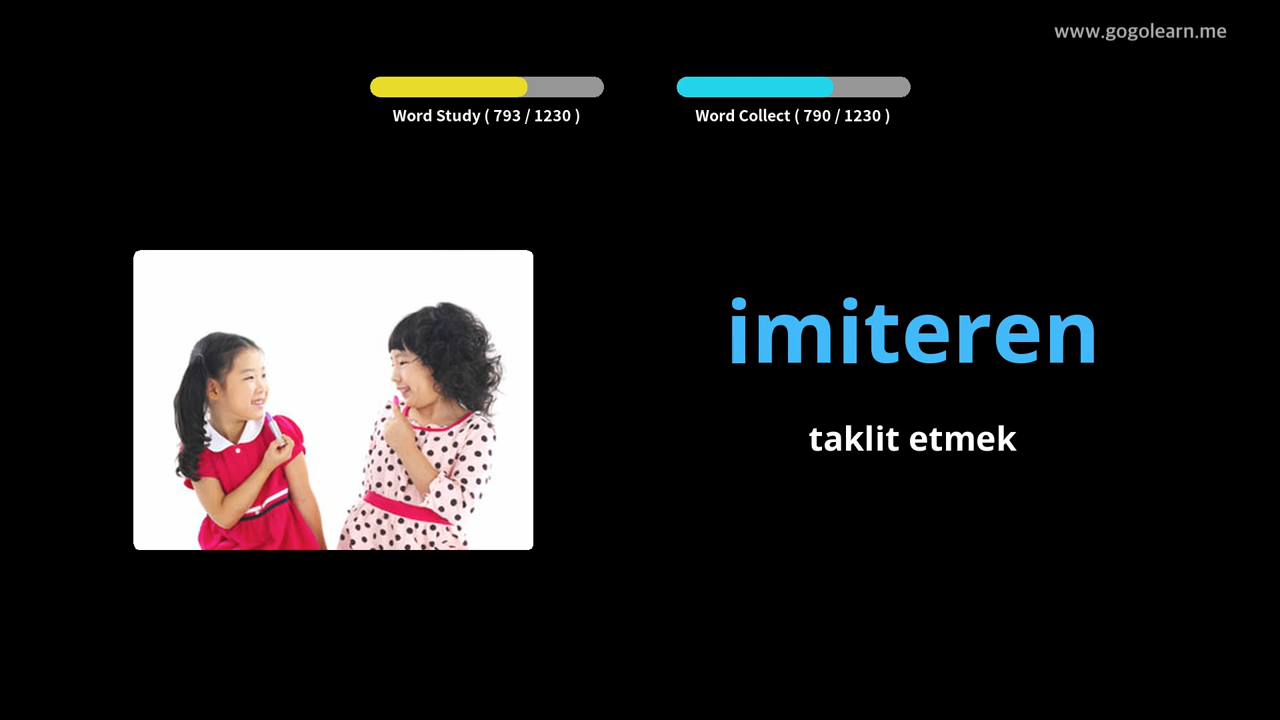 www.gogolearn.me
Word Study ( 793 / 1230 )
Word Collect ( 790 / 1230 )
imiteren
taklit etmek